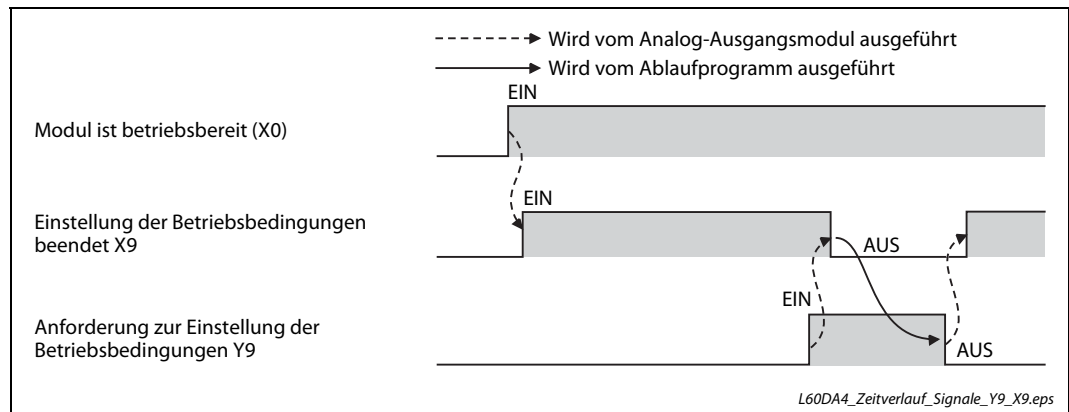 Wird vom Analog-Ausgangsmodul ausgeführt
Wird vom Ablaufprogramm ausgeführt
EIN
Modul ist betriebsbereit (X0)
EIN
Einstellung der Betriebsbedingungen
beendet X9
AUS
EIN
Anforderung zur Einstellung der
Betriebsbedingungen Y9
AUS
L60DA4_Zeitverlauf_Signale_Y9_X9.eps